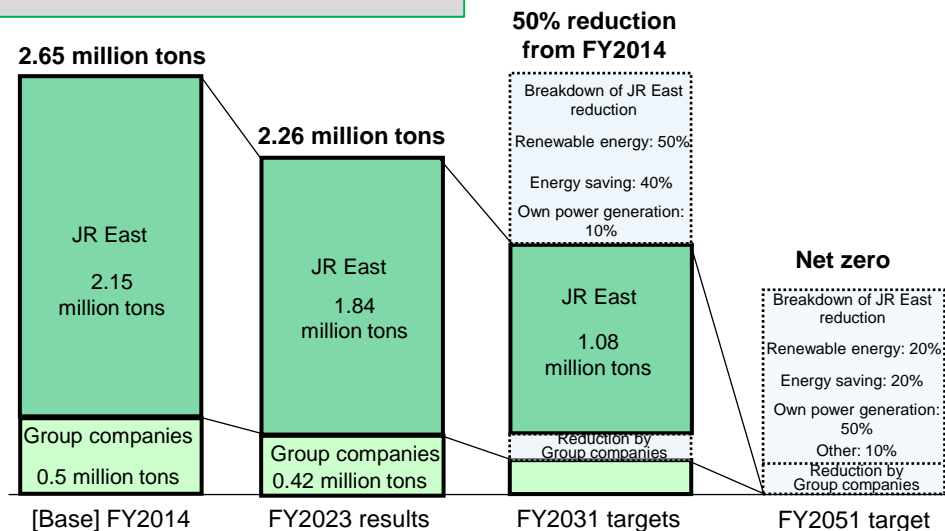 50% reduction
from FY2014
2.65 million tons
Breakdown of JR East
reduction
Renewable energy: 50%
Energy saving: 40%
Own power generation:
10%
2.26 million tons
JR East
2.15
million tons
JR East
1.84
million tons
JR East
1.08
million tons
Net zero
Breakdown of JR East
reduction
Renewable energy: 20%
Energy saving: 20%
Own power generation:
50%
Other: 10%
Reduction by
Group companies
Group companies
0.5 million tons
Group companies
0.42 million tons
Reduction by
Group companies
[Base] FY2014
FY2023 results
FY2031 targets
FY2051 target